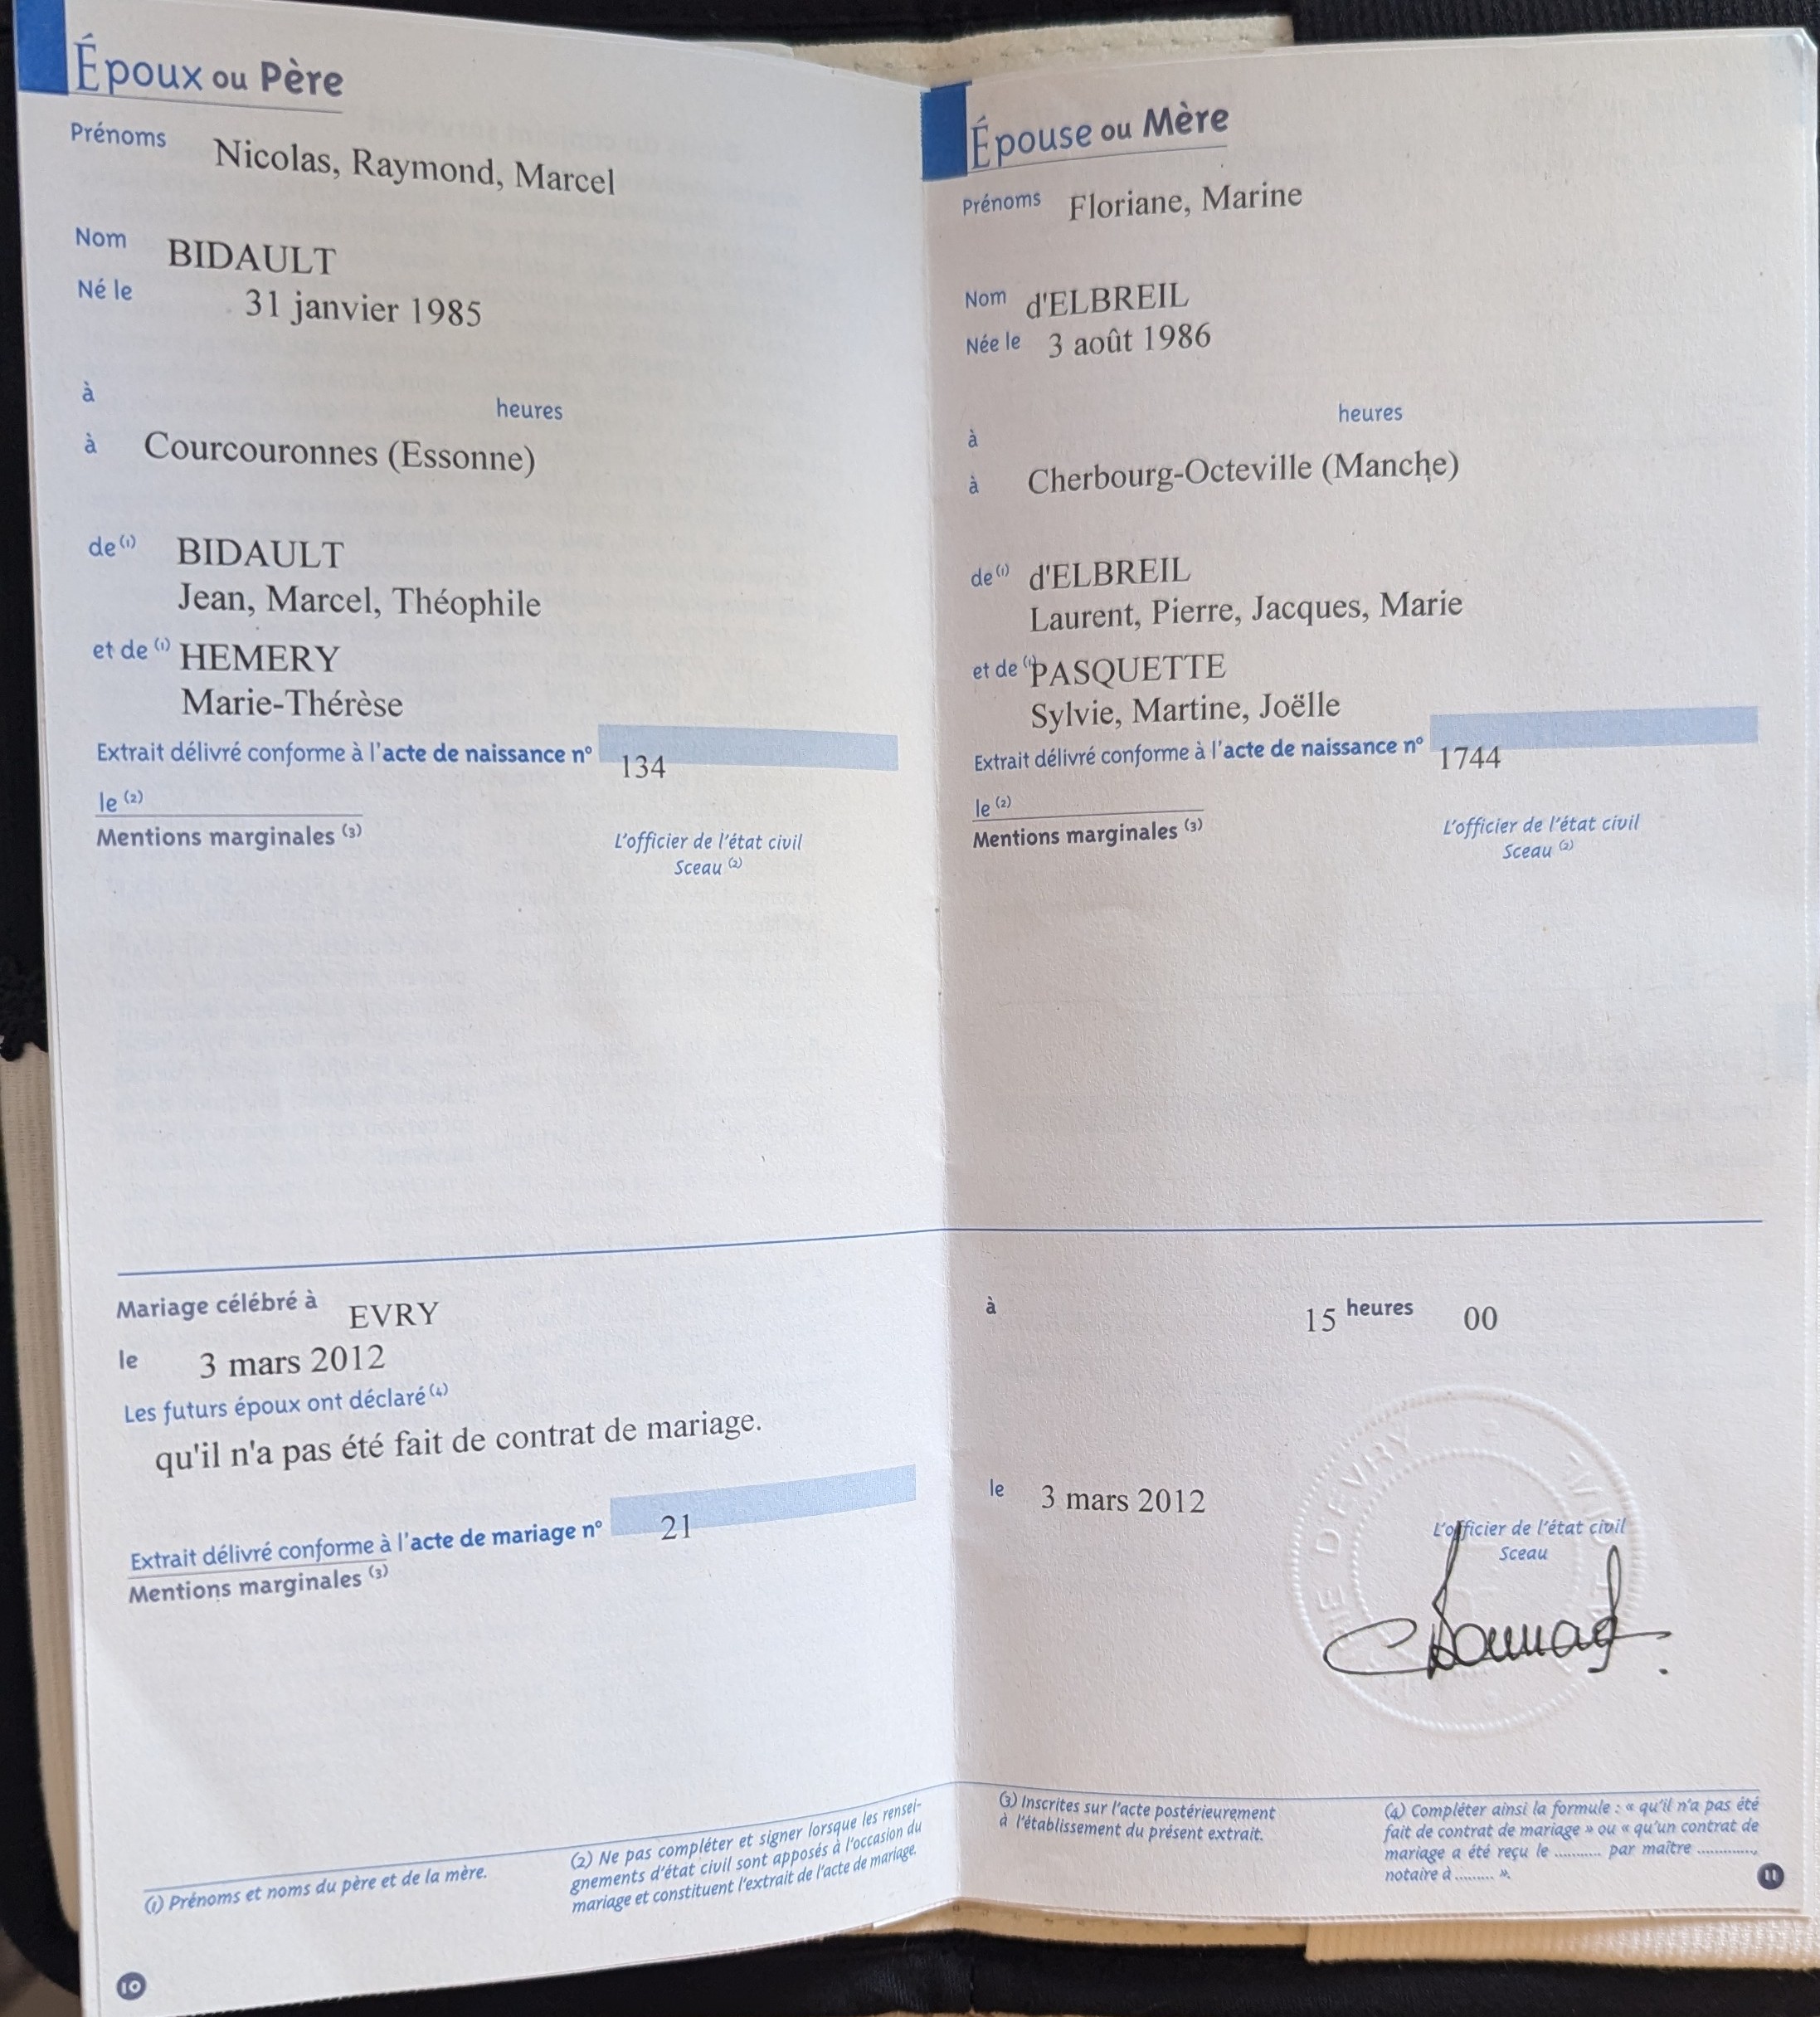 Époux ou Père
Prénoms Nicolas, Raymond, Marcel
Nom BIDAULT
Né le 31 janvier 1985
à heures
à Courcouronnes (Essonne)
de (1) BIDAULT
Jean, Marcel, Théophile
et de (1) HEMERY
Marie-Thérèse
Extrait délivré conforme à l'acte de naissance nº 134
le (2)
Mentions marginales (3)
L'officier de l'état civil
Sceau (2)
Mariage célébré à EVRY
le 3 mars 2012
Les futurs époux ont déclaré (4)
qu'il n'a pas été fait de contrat de mariage.
Extrait délivré conforme à l'acte de mariage nº 21
Mentions marginales (3)
(1) Prénoms et noms du père et de la mère.
(2) Ne pas compléter et signer lorsque les rensei-
gnements d'état civil sont apposés à l'occasion du
mariage et constituent l'extrait de l'acte de mariage.
10
Épouse ou Mère
Prénoms Floriane, Marine
Nom d'ELBREIL
Née le 3 août 1986
à heures
à Cherbourg-Octeville (Manche)
de (1) d'ELBREIL
Laurent, Pierre, Jacques, Marie
et de (1) PASQUETTE
Sylvie, Martine, Joëlle
Extrait délivré conforme à l'acte de naissance nº 1744
le (2)
Mentions marginales (3)
L'officier de l'état civil
Sceau (2)
à 15 heures 00
le 3 mars 2012
L'officier de l'état civil
Sceau
D'EVRY
(3) Inscrites sur l'acte postérieurement
à l'établissement du présent extrait.
(4) Compléter ainsi la formule : « qu'il n'a pas été
fait de contrat de mariage » ou « qu'un contrat de
mariage a été reçu le ........... par maître .............,
notaire à ......... ».
11